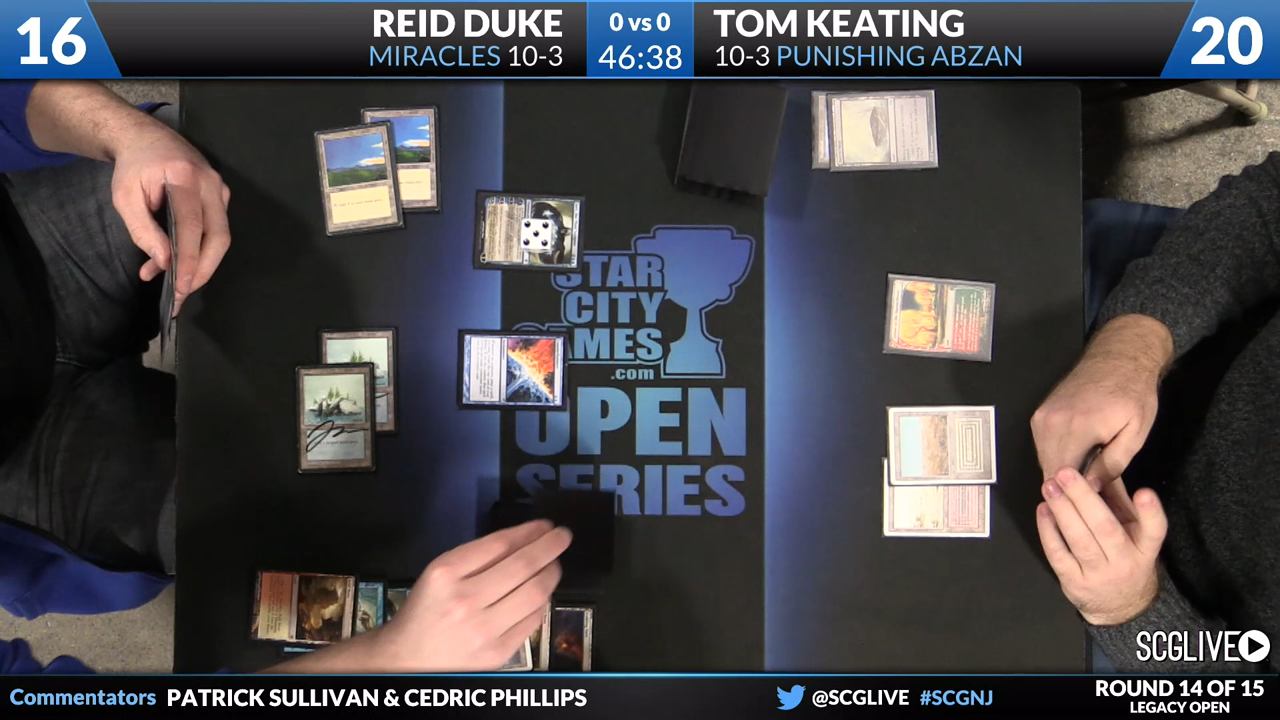 16
REID DUKE
MIRACLES 10-3
0 vs 0
46:38
TOM KEATING
10-3 PUNISHING ABZAN
20
STAR
CITY
GAMES
.com
OPEN
SERIES
SCGLIVE
Commentators PATRICK SULLIVAN & CEDRIC PHILLIPS
@SCGLIVE #SCGNJ
ROUND 14 OF 15
LEGACY OPEN